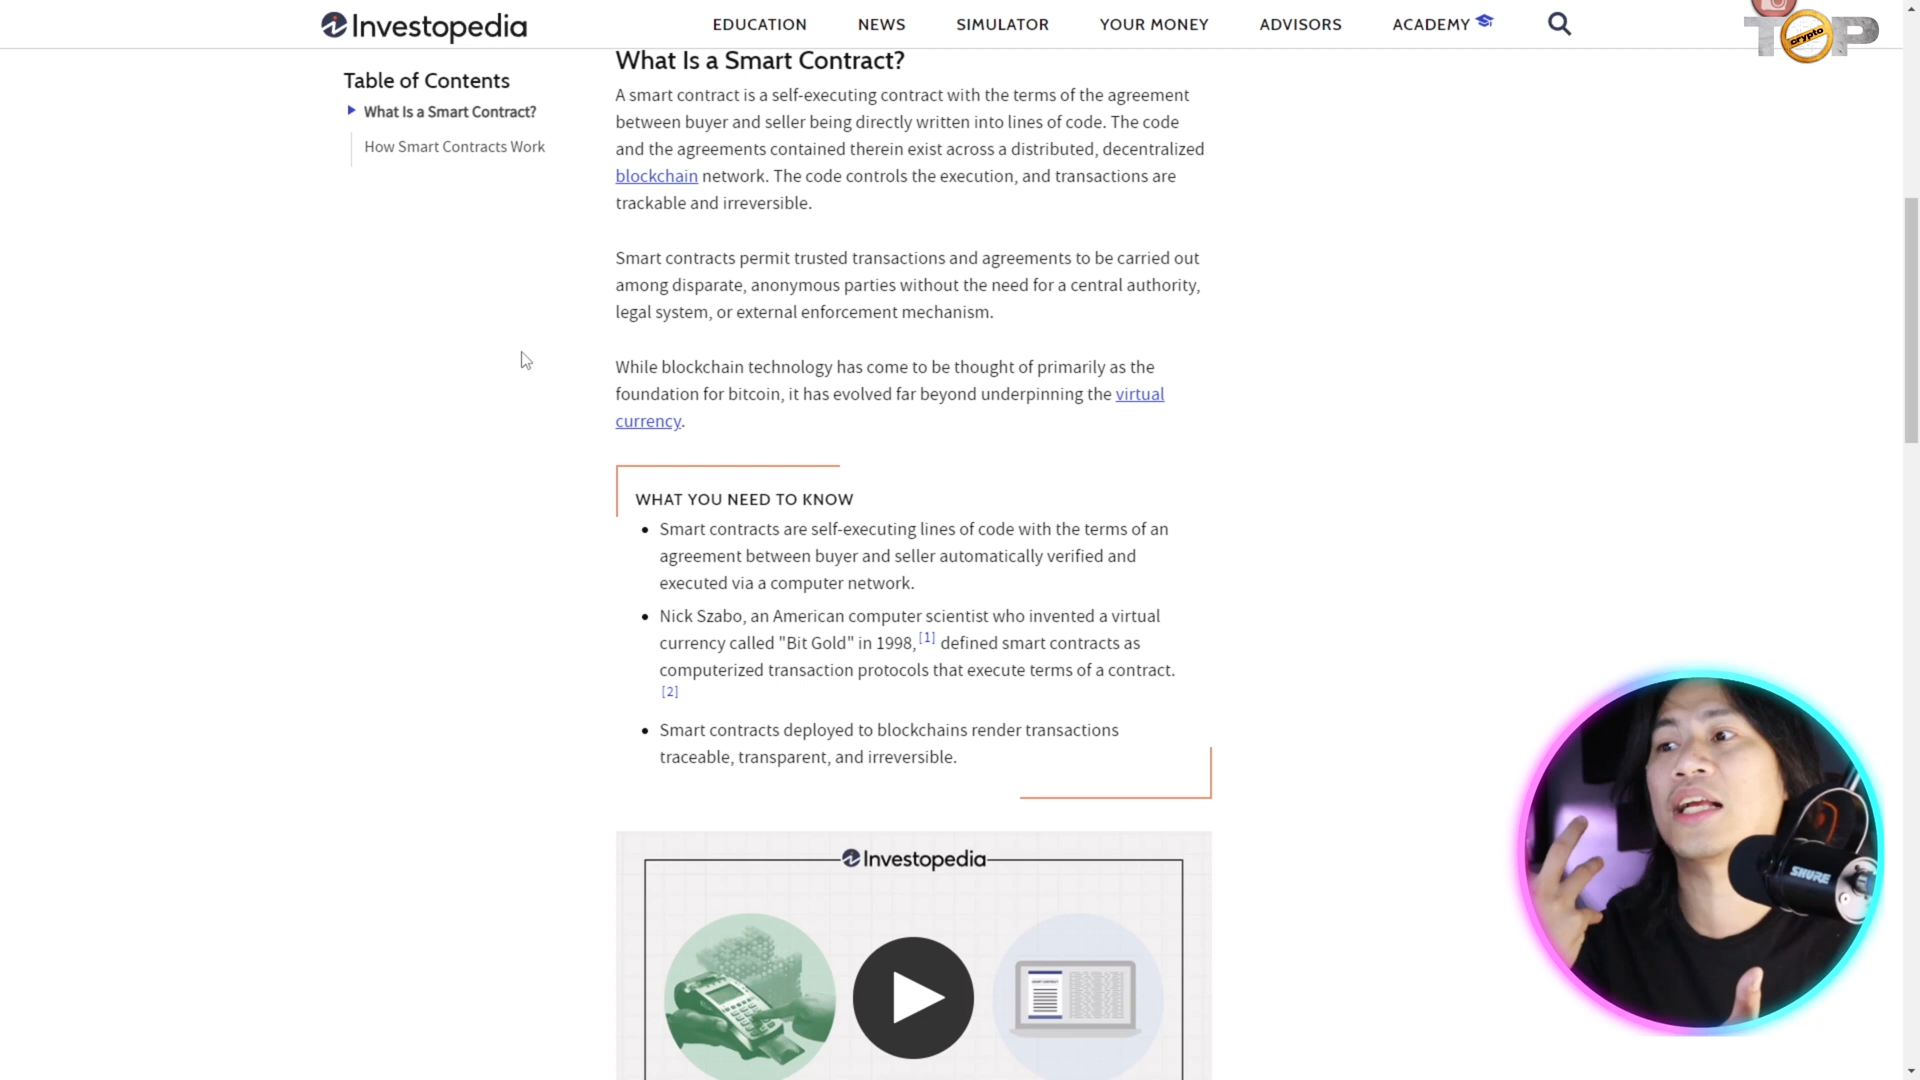 Investopedia
EDUCATION NEWS SIMULATOR YOUR MONEY ADVISORS ACADEMY
TOP
crypto
Table of Contents
What Is a Smart Contract?
How Smart Contracts Work
What Is a Smart Contract?
A smart contract is a self-executing contract with the terms of the agreement
between buyer and seller being directly written into lines of code. The code
and the agreements contained therein exist across a distributed, decentralized
blockchain network. The code controls the execution, and transactions are
trackable and irreversible.
Smart contracts permit trusted transactions and agreements to be carried out
among disparate, anonymous parties without the need for a central authority,
legal system, or external enforcement mechanism.
While blockchain technology has come to be thought of primarily as the
foundation for bitcoin, it has evolved far beyond underpinning the virtual
currency.
WHAT YOU NEED TO KNOW
• Smart contracts are self-executing lines of code with the terms of an
agreement between buyer and seller automatically verified and
executed via a computer network.
• Nick Szabo, an American computer scientist who invented a virtual
currency called "Bit Gold" in 1998,[1] defined smart contracts as
computerized transaction protocols that execute terms of a contract.
[2]
• Smart contracts deployed to blockchains render transactions
traceable, transparent, and irreversible.
Investopedia
SMART CONTRACT
SHURE